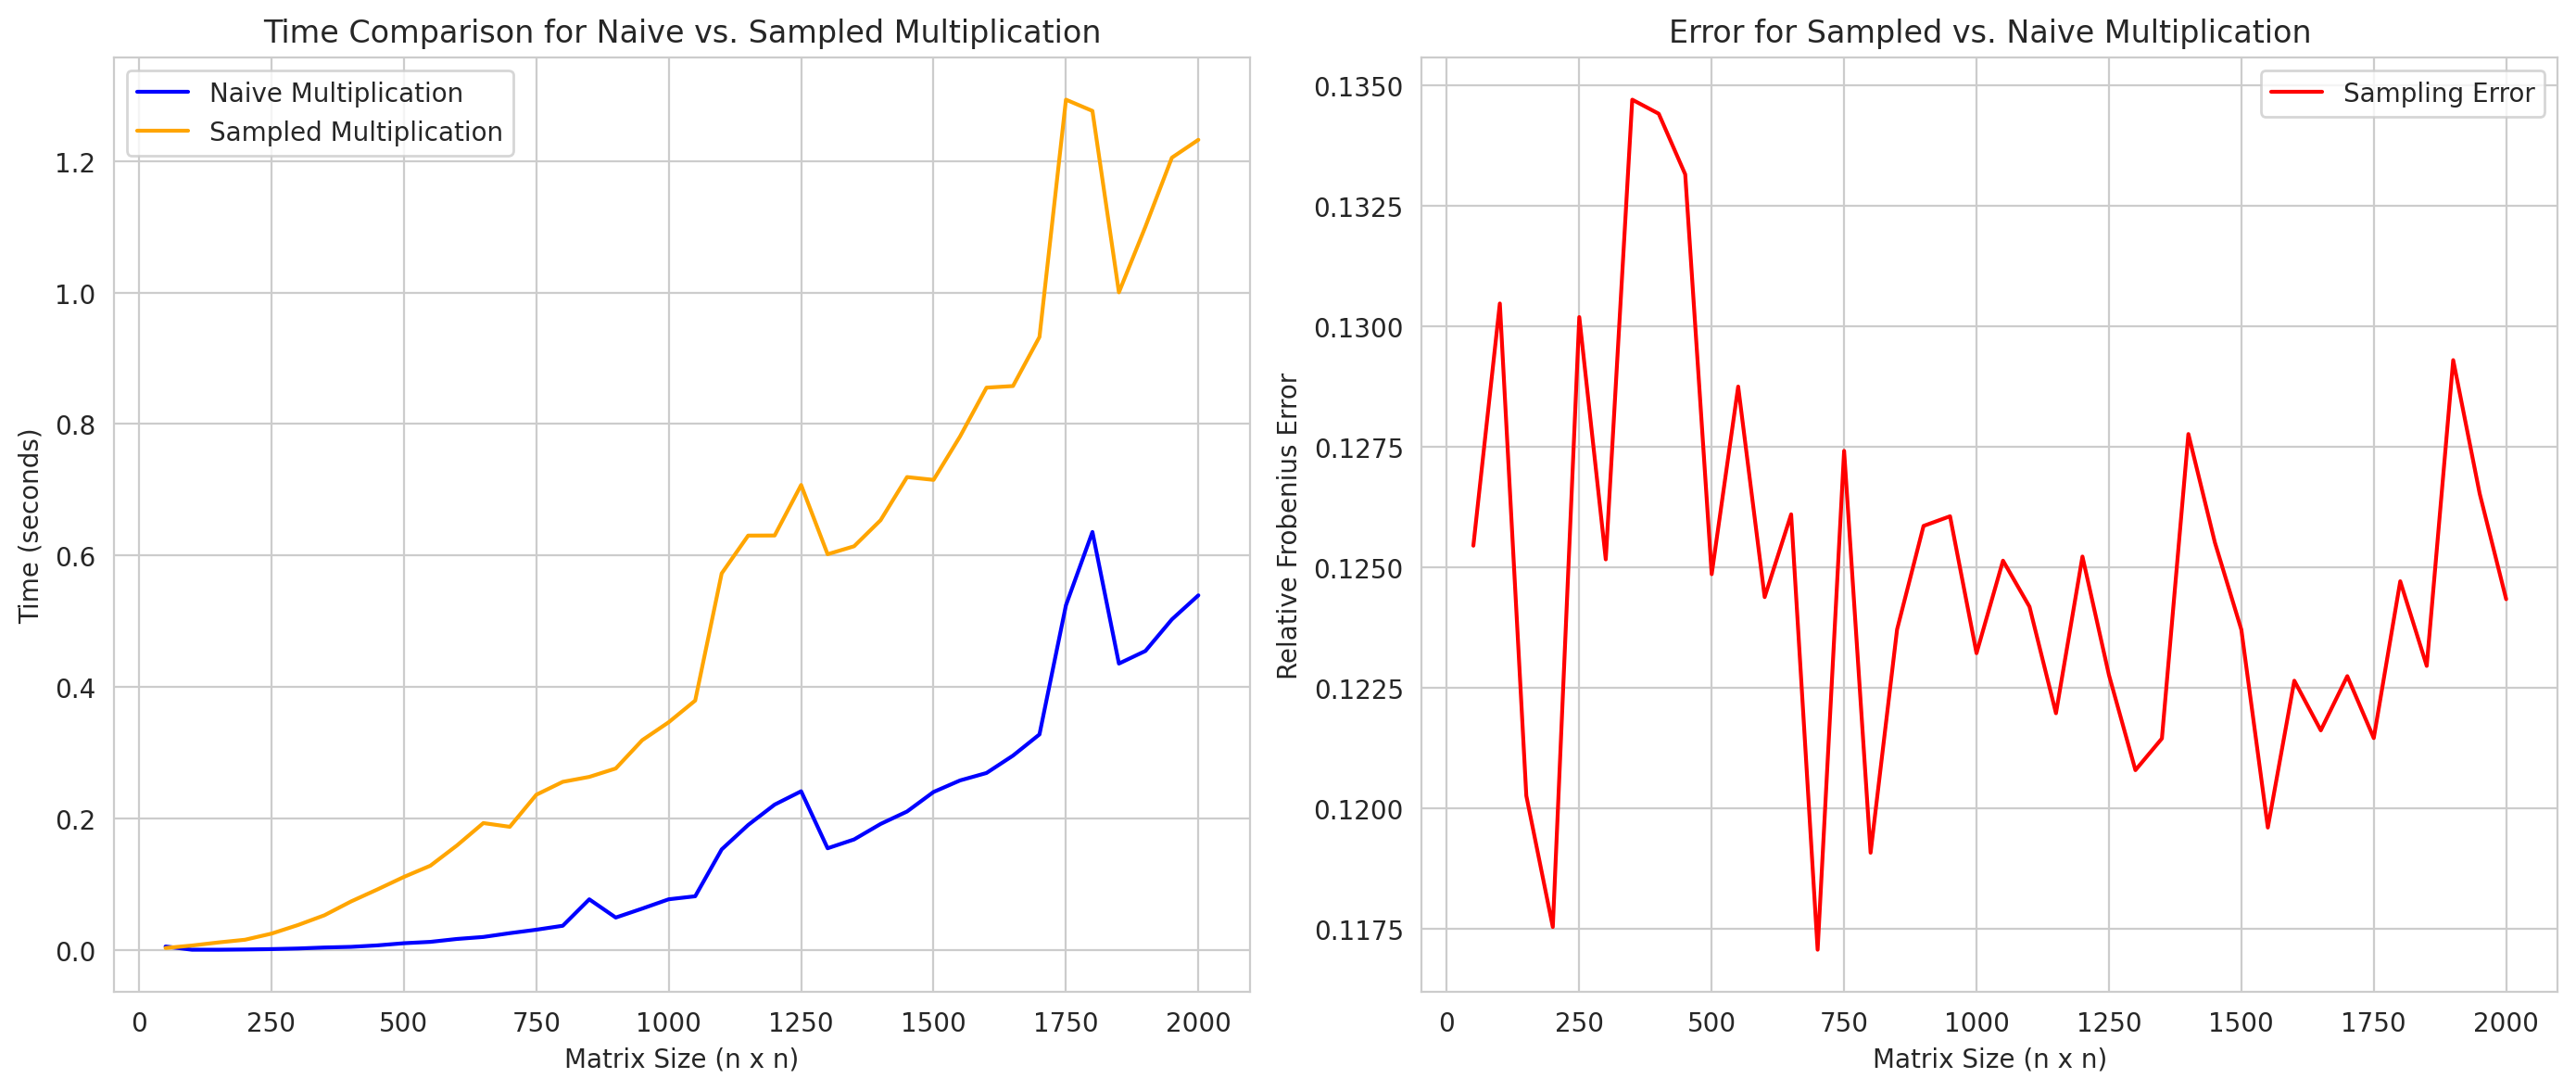 Time Comparison for Naive vs. Sampled Multiplication
Naive Multiplication
Sampled Multiplication
Time (seconds)
1.2
1.0
0.8
0.6
0.4
0.2
0.0
0 250 500 750 1000 1250 1500 1750 2000
Matrix Size (n x n)
Error for Sampled vs. Naive Multiplication
Sampling Error
Relative Frobenius Error
0.1350
0.1325
0.1300
0.1275
0.1250
0.1225
0.1200
0.1175
0 250 500 750 1000 1250 1500 1750 2000
Matrix Size (n x n)